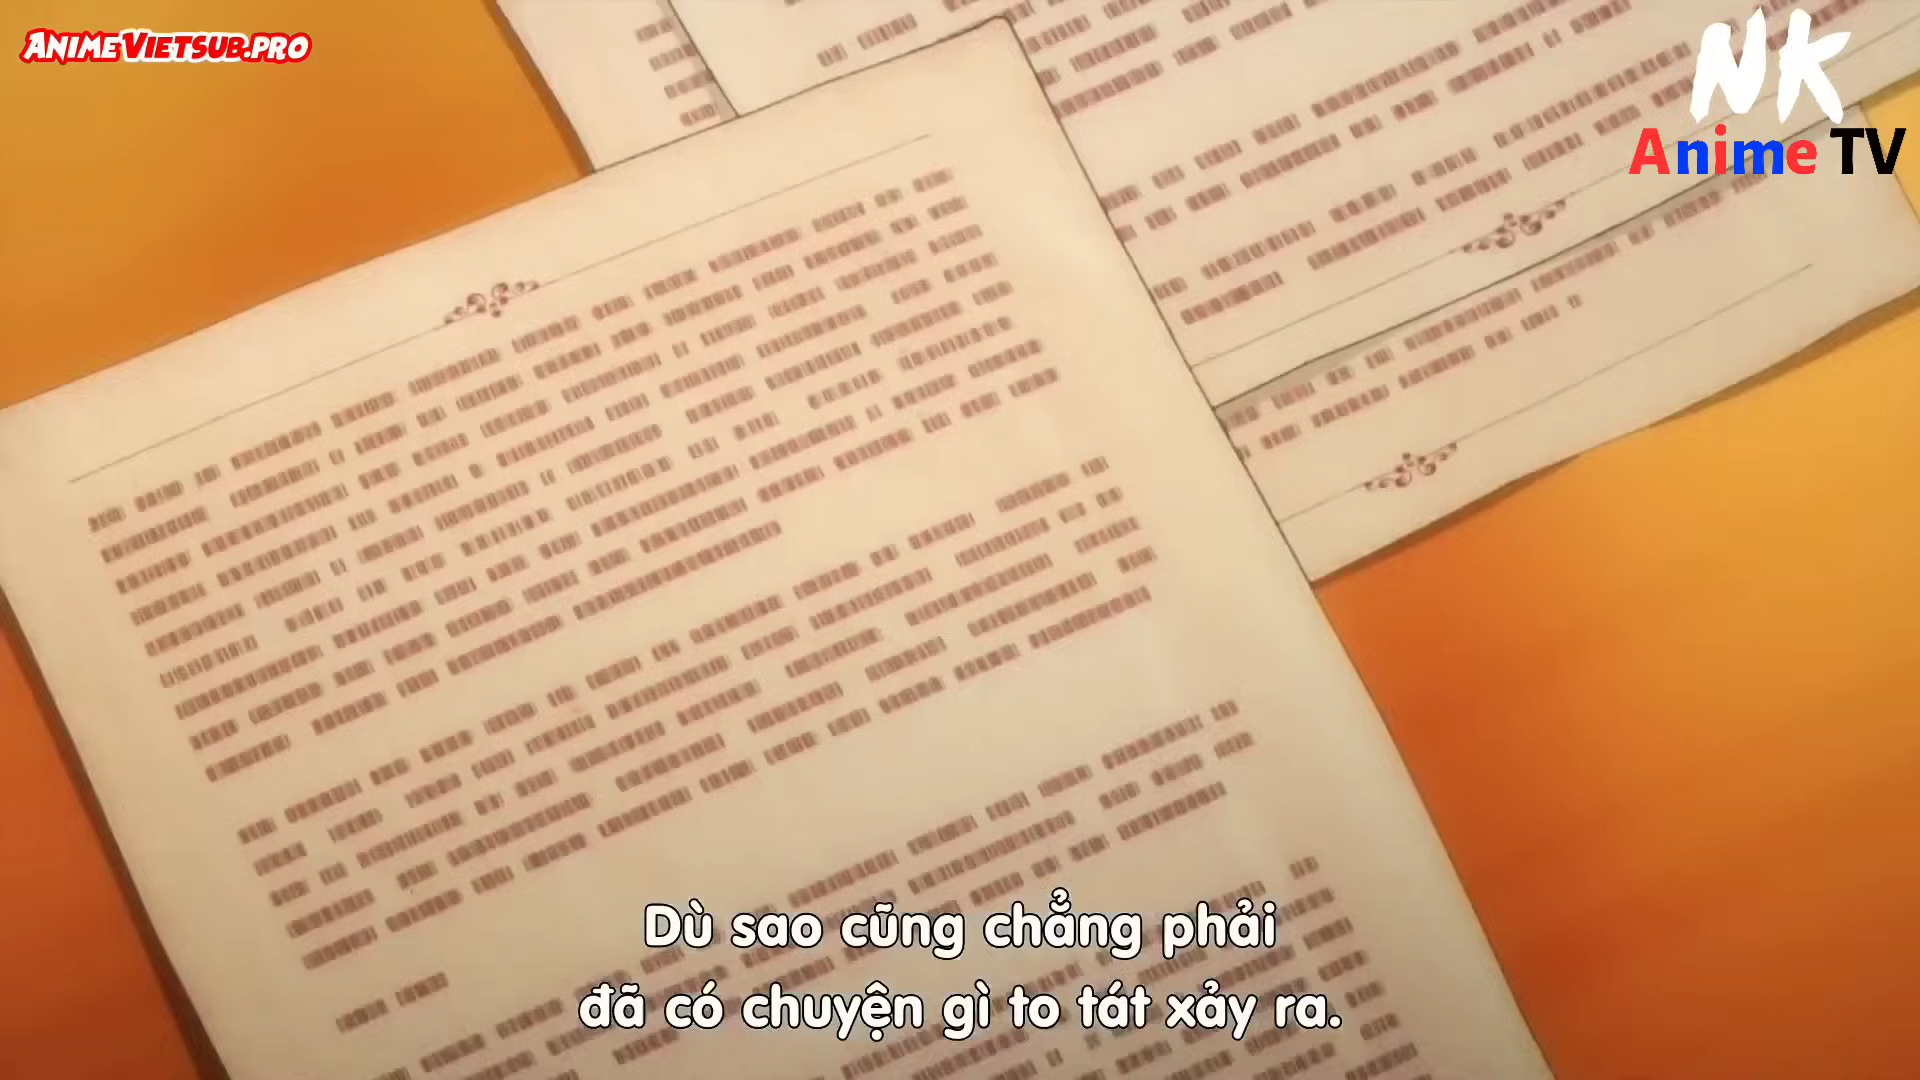 AnimeVietsub.pro
NK
Anime TV
Dù sao cũng chẳng phải
đã có chuyện gì to tát xảy ra.